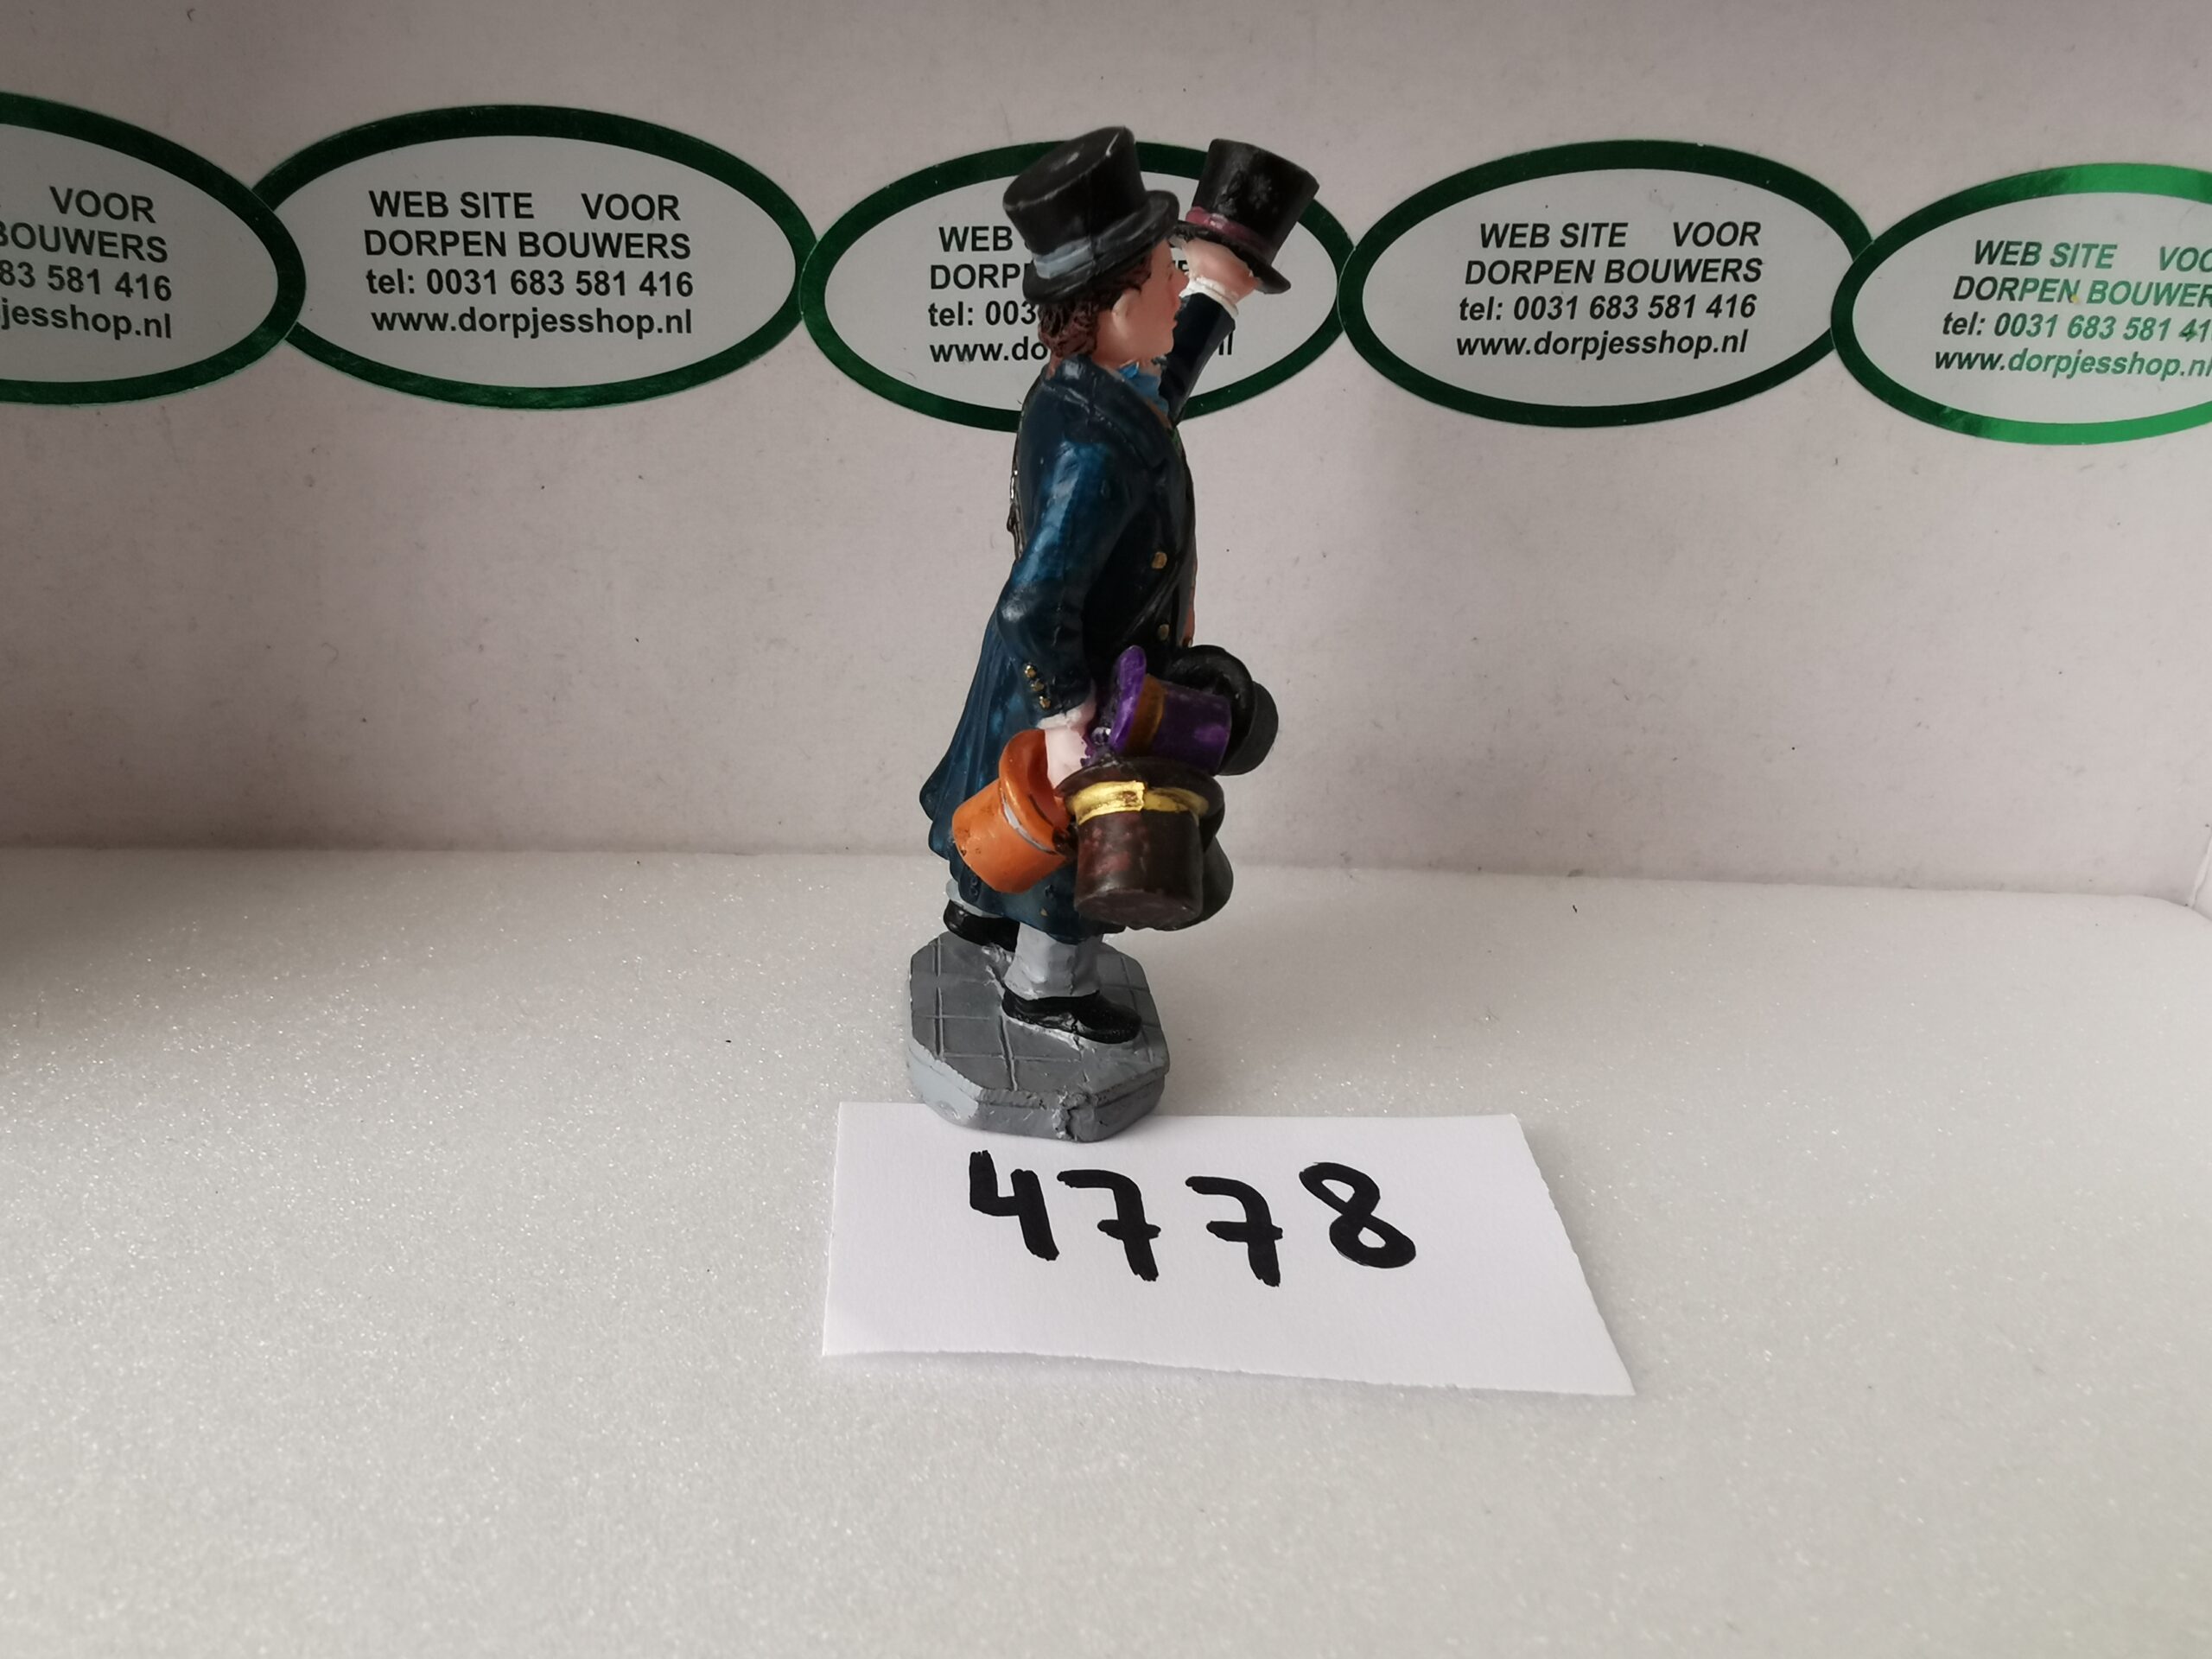 VOOR
BOUWERS
83 581 416
jesshop.nl
WEB SITE VOOR
DORPEN BOUWERS
tel: 0031 683 581 416
www.dorpjesshop.nl
WEB
DORP
tel: 003
www.do
WEB SITE VOOR
DORPEN BOUWERS
tel: 0031 683 581 416
www.dorpjesshop.nl
WEB SITE VOO
DORPEN BOUWER
tel: 0031 683 581 41
www.dorpjesshop.nl
4778